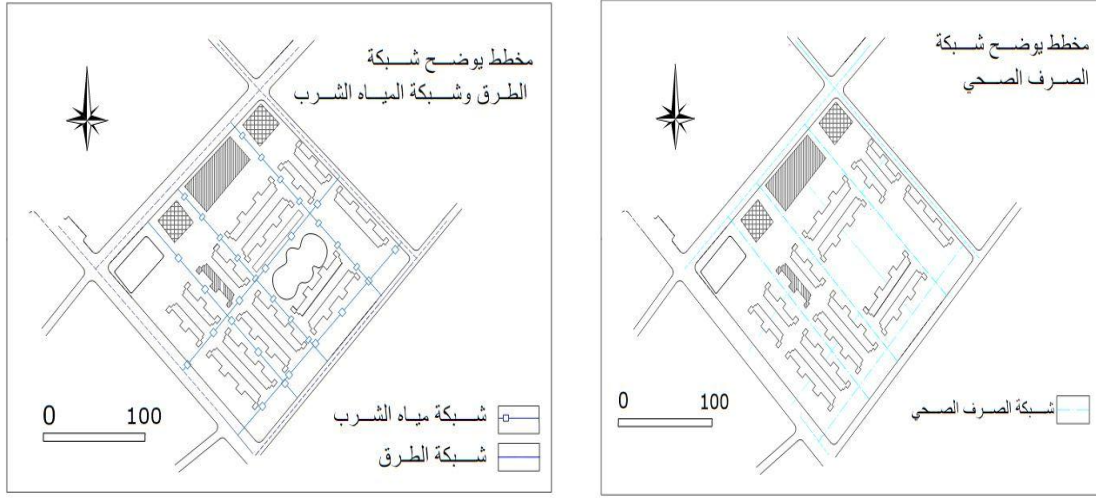 مخطط يوضح شبكة
الطرق وشبكة المياه الشرب
0 100
شبكة مياه الشرب
شبكة الطرق
مخطط يوضح شبكة
الصرف الصحي
0 100
شبكة الصرف الصحي